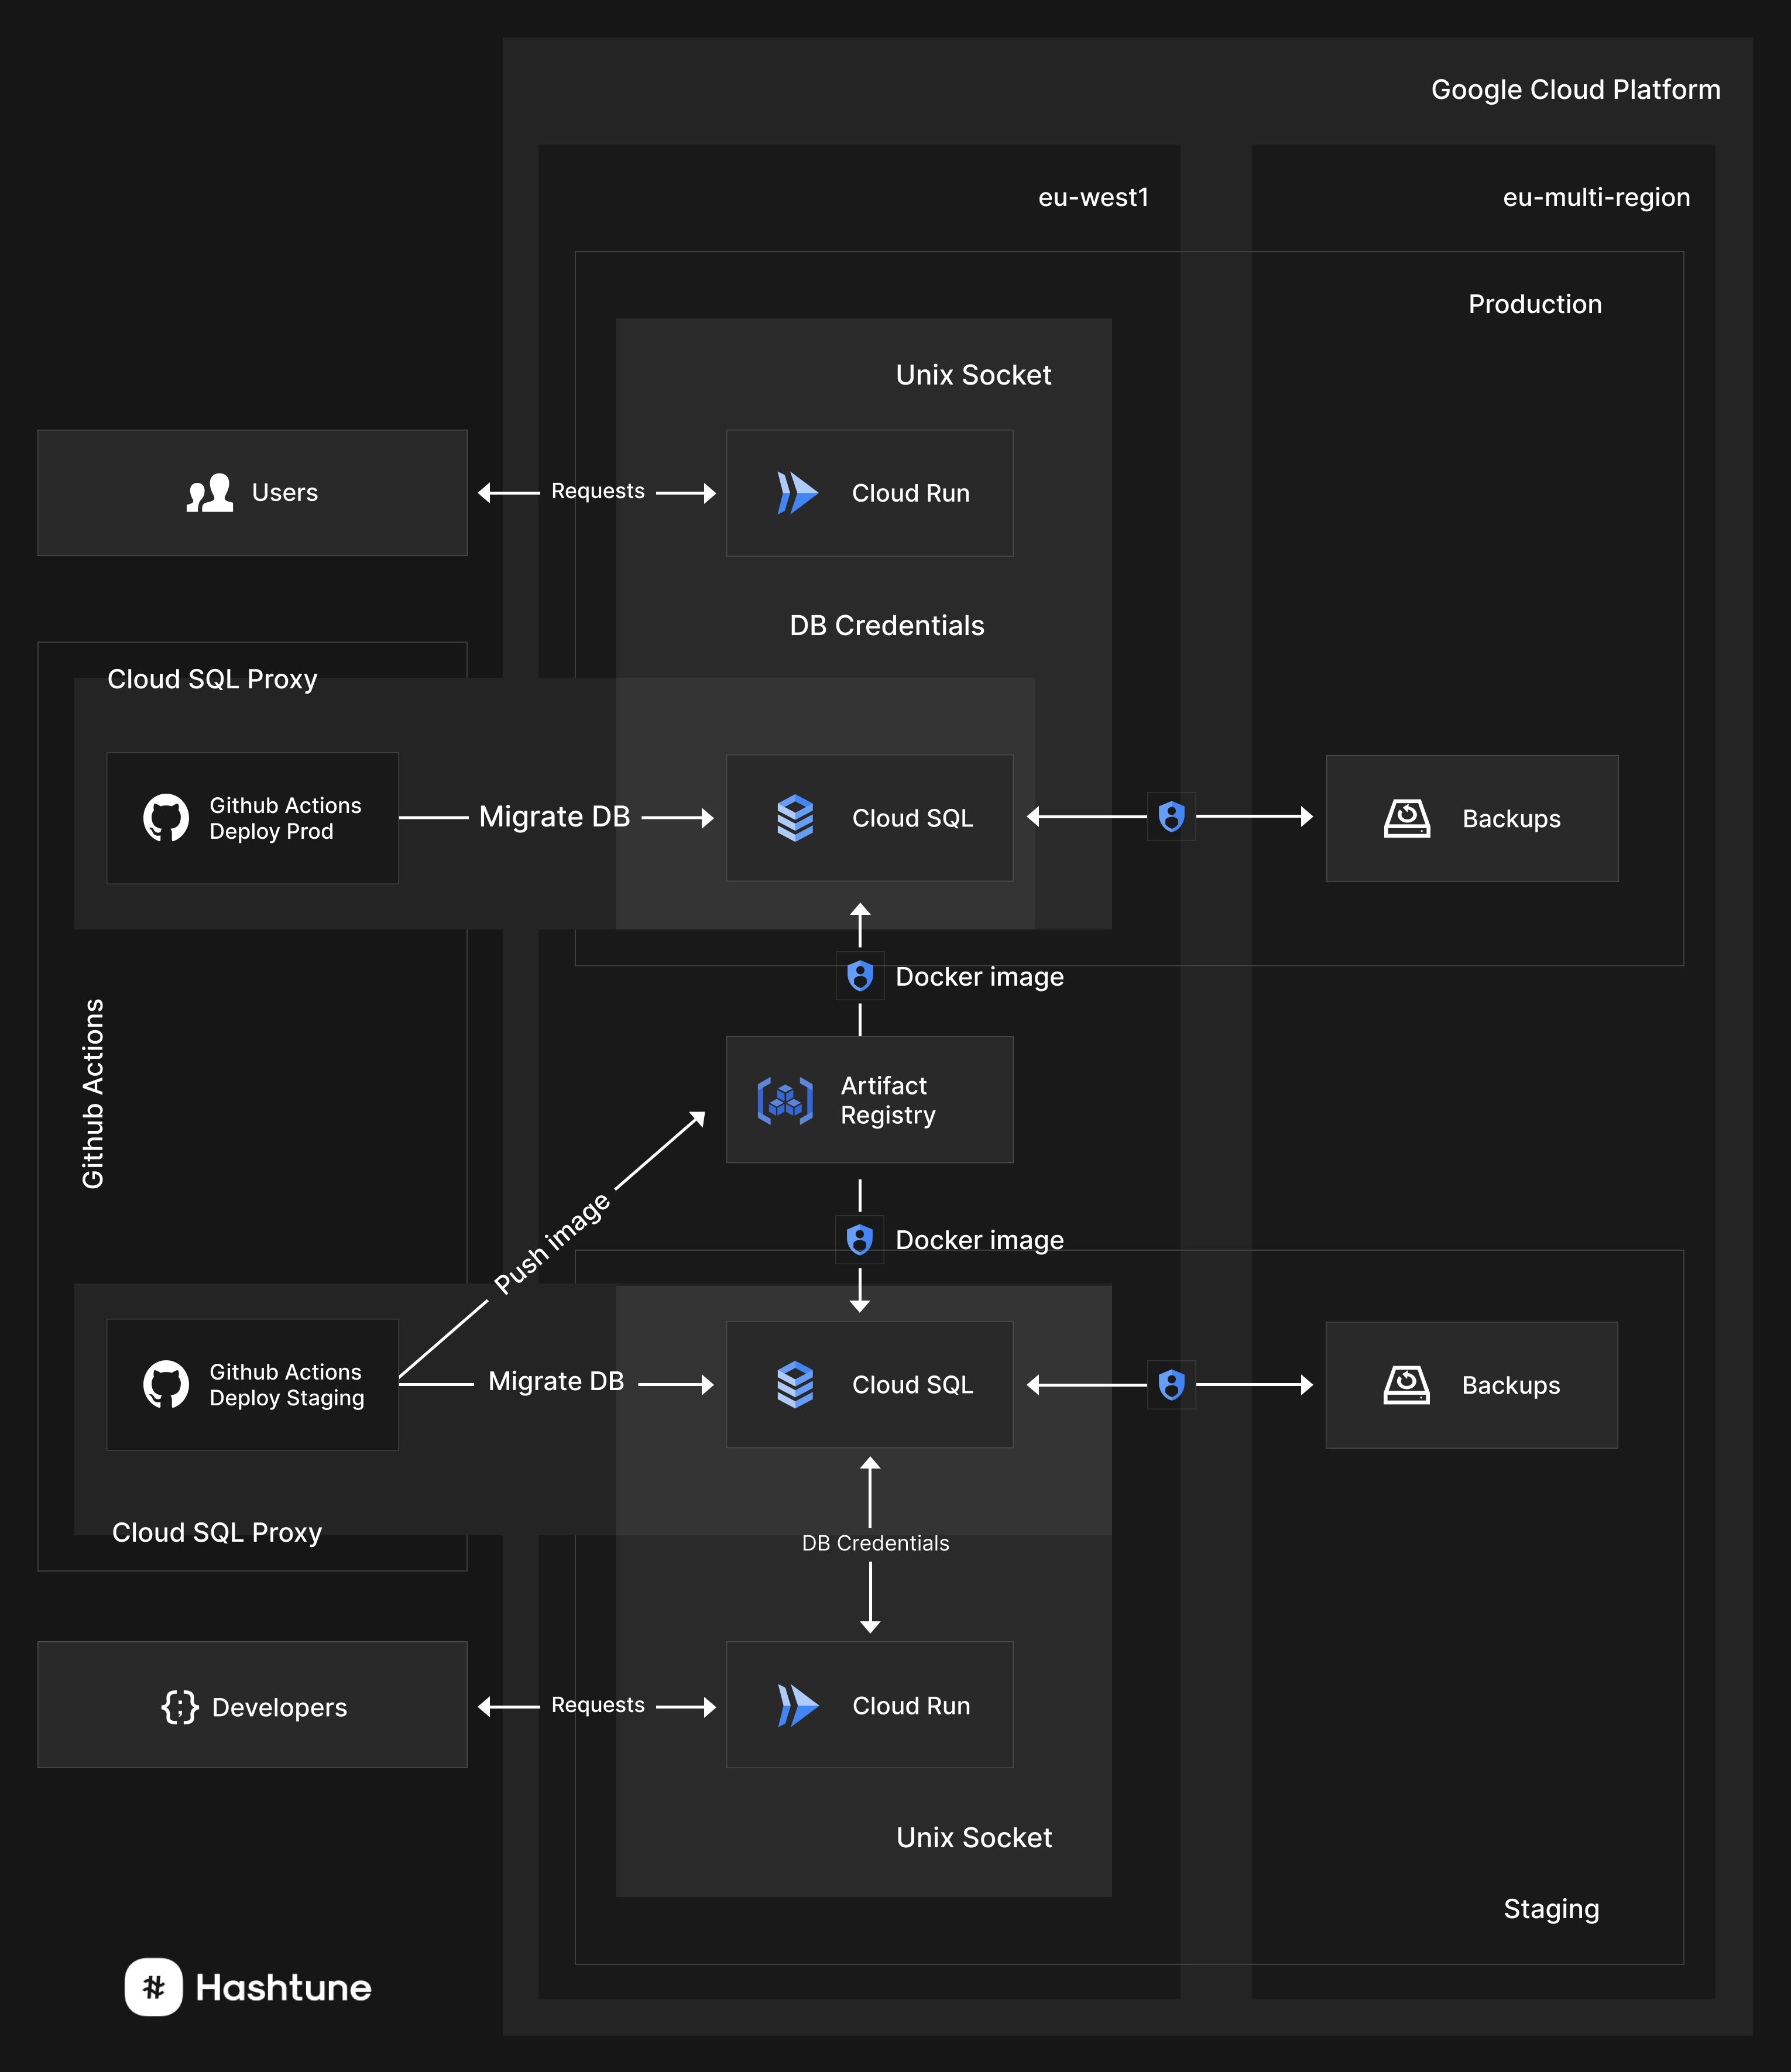 Google Cloud Platform
eu-west1
eu-multi-region
Production
Unix Socket
Users
Requests
Cloud Run
DB Credentials
Cloud SQL Proxy
Github Actions
Deploy Prod
Migrate DB
Cloud SQL
Backups
Docker image
Github Actions
Artifact
Registry
Push image
Docker image
Github Actions
Deploy Staging
Migrate DB
Cloud SQL
Backups
Cloud SQL Proxy
DB Credentials
Developers
Requests
Cloud Run
Unix Socket
Staging
Hashtune